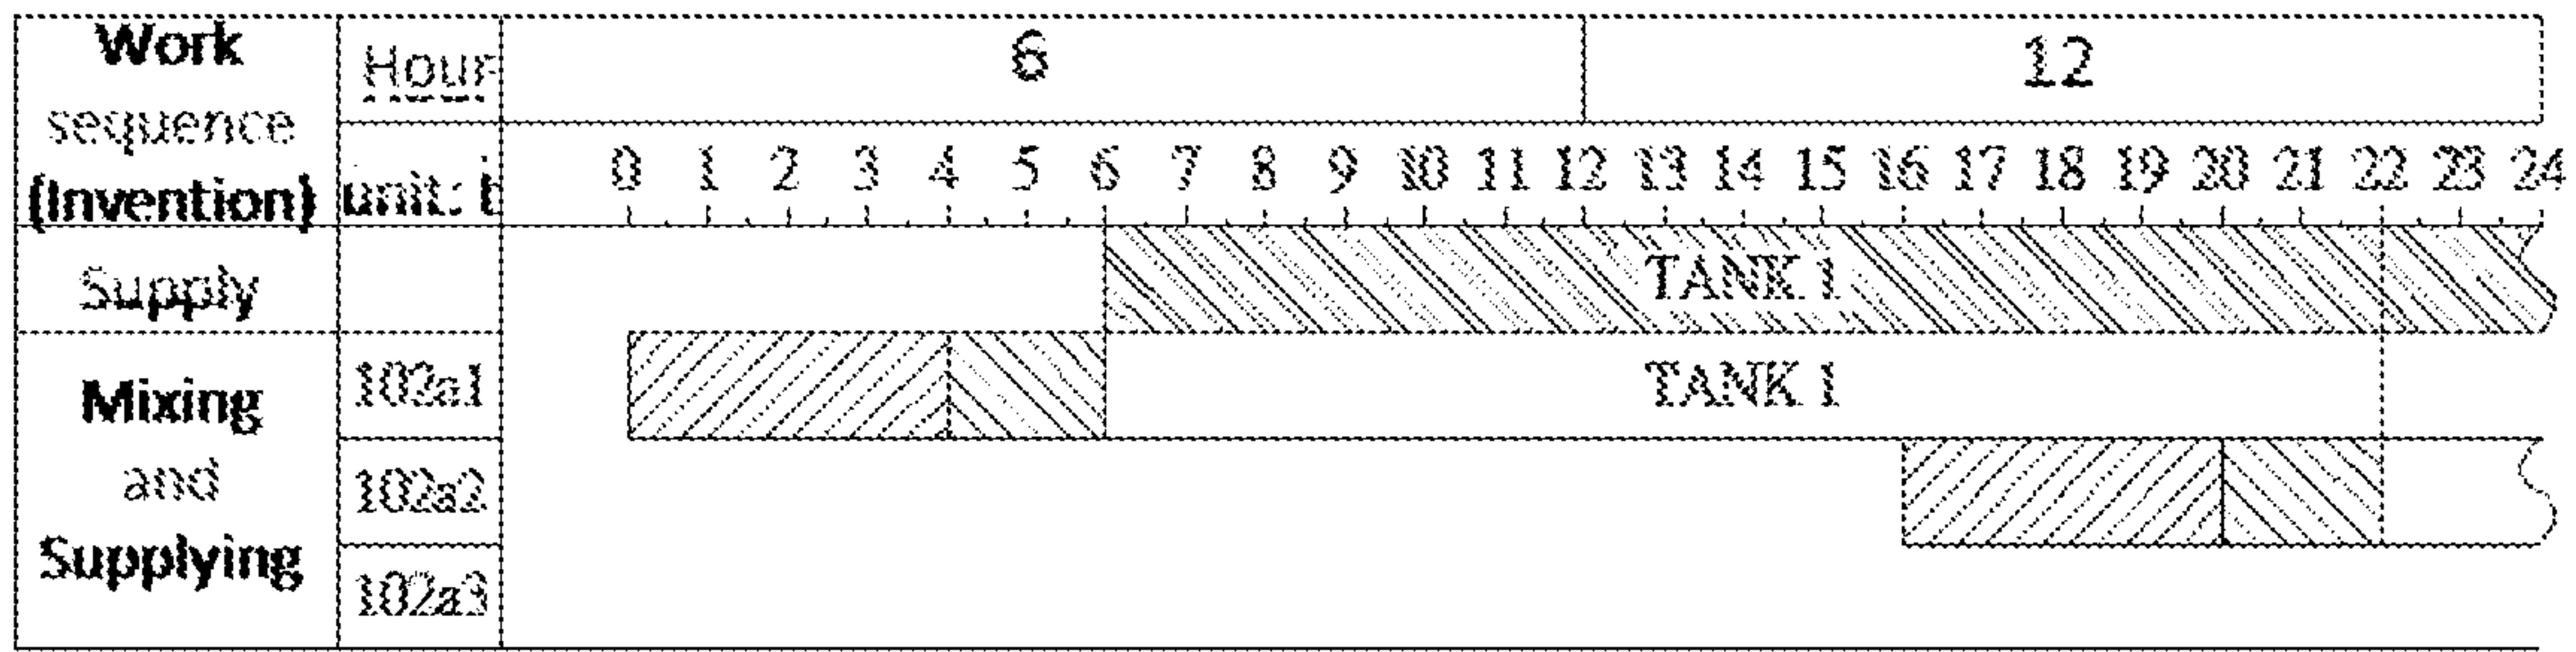 Work
sequence
(Invention)
Hour
6
12
unit:
0 1 2 3 4 5 6 7 8 9 10 11 12 13 14 15 16 17 18 19 20 21 22 23 24
Supply
TANK 1
Mixing
and
Supplying
102a1
TANK 1
102a2
102a3